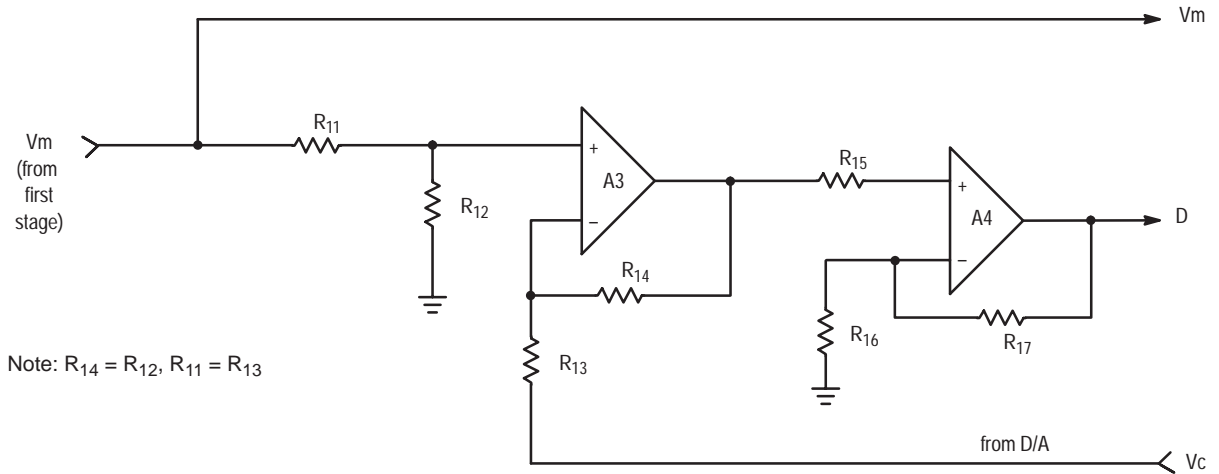 Vm
Vm
(from
first
stage)
R11
+
A3
−
R12
R14
R13
R15
+
A4
−
D
R16
R17
Note: R14 = R12, R11 = R13
from D/A
Vc